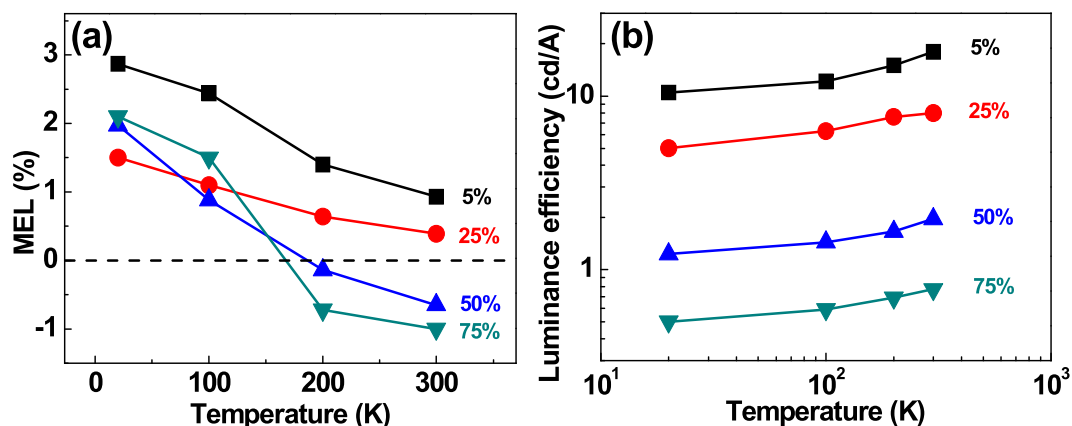 (a)
MEL (%)
3
2
1
0
-1
5%
25%
50%
75%
0 100 200 300
Temperature (K)
(b)
Luminance efficiency (cd/A)
10
1
5%
25%
50%
75%
10¹ 10² 10³
Temperature (K)